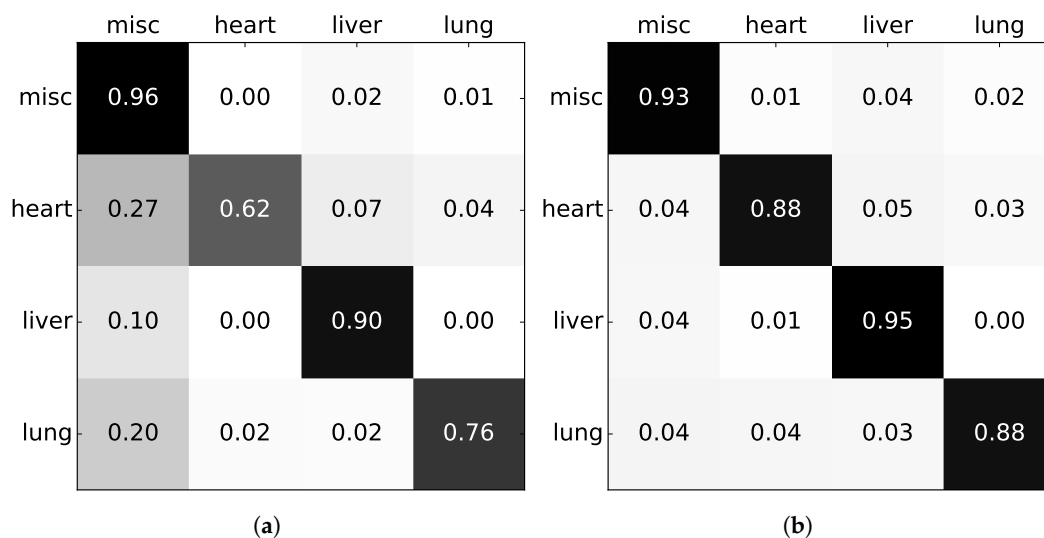 misc heart liver lung
misc 0.96 0.00 0.02 0.01
heart 0.27 0.62 0.07 0.04
liver 0.10 0.00 0.90 0.00
lung 0.20 0.02 0.02 0.76
(a)
misc heart liver lung
misc 0.93 0.01 0.04 0.02
heart 0.04 0.88 0.05 0.03
liver 0.04 0.01 0.95 0.00
lung 0.04 0.04 0.03 0.88
(b)